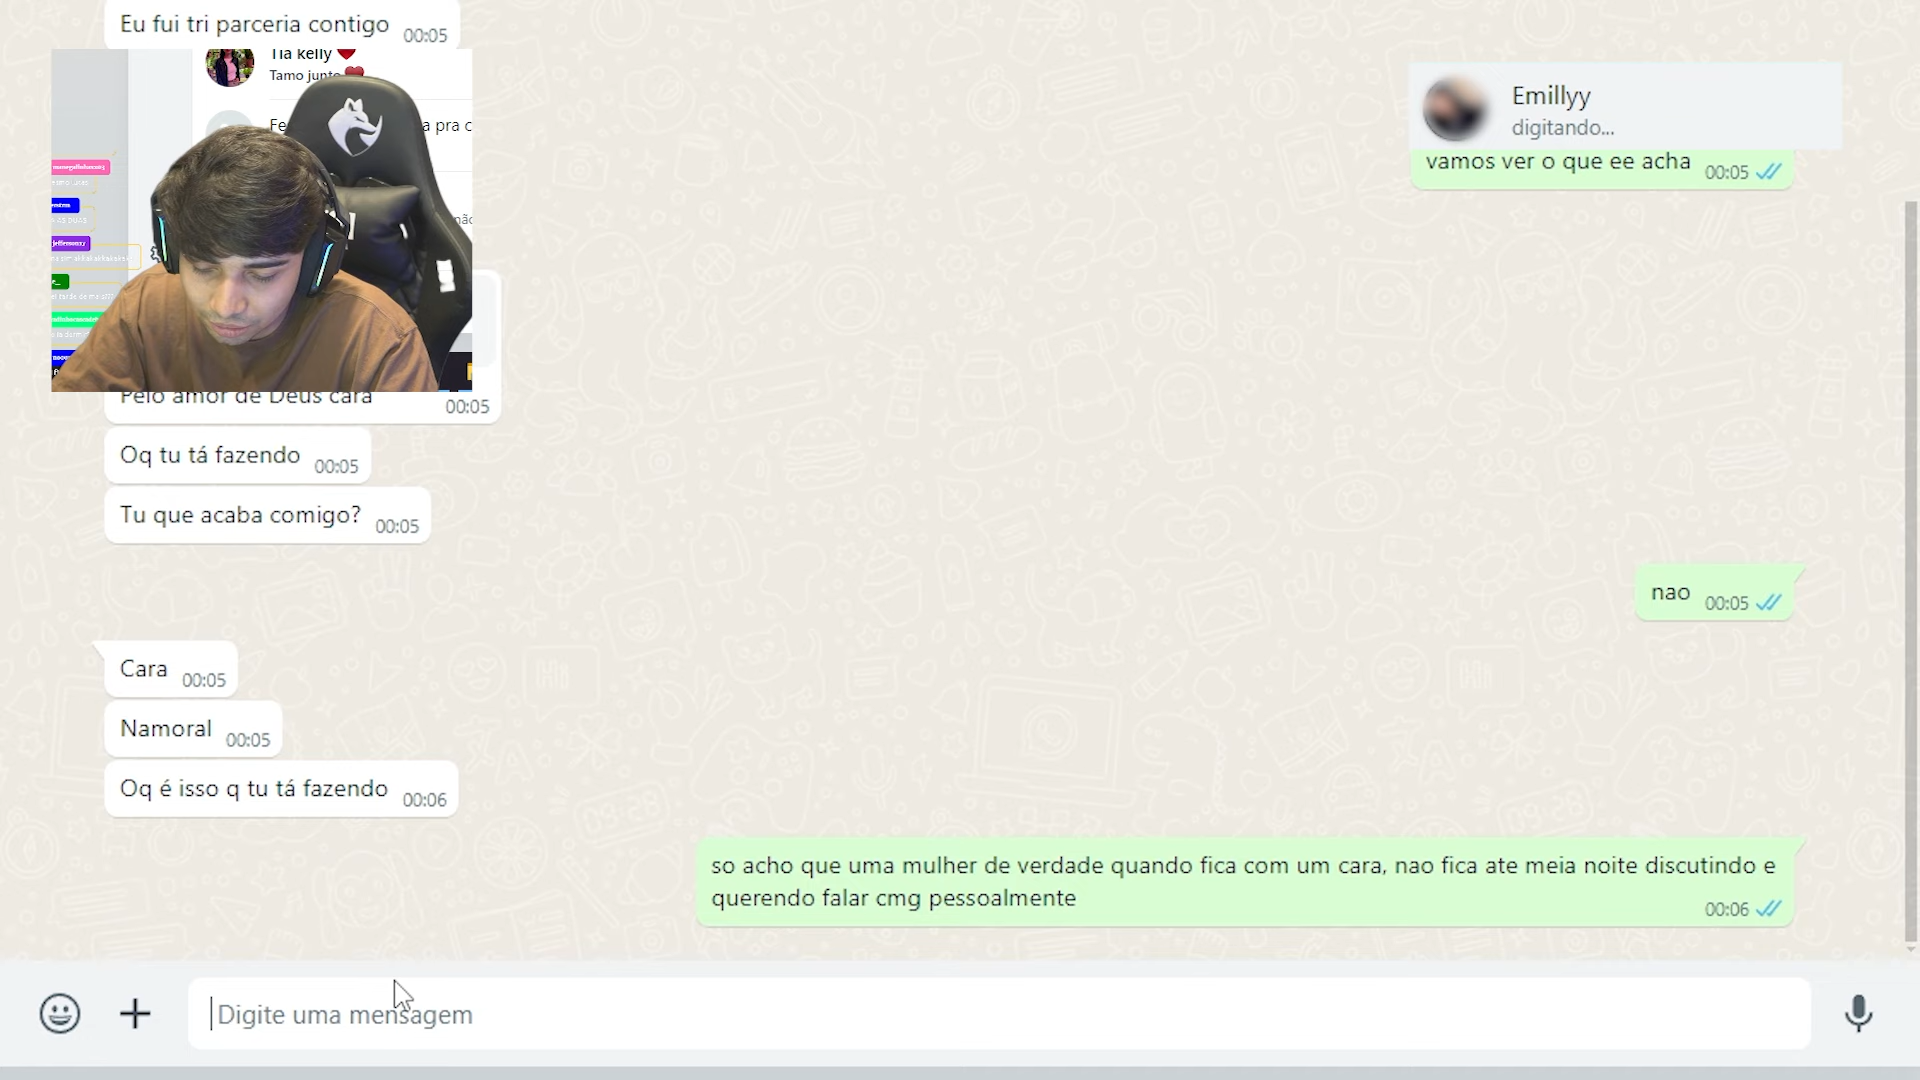 Eu fui tri parceria contigo 00:05
Tia kelly
Tamo junto
Fe
a pra c
Emillyy
digitando...
vamos ver o que ee acha 00:05
Pelo amor de Deus cara 00:05
Oq tu tá fazendo 00:05
Tu que acaba comigo? 00:05
nao 00:05
Cara 00:05
Namoral 00:05
Oq é isso q tu tá fazendo 00:06
so acho que uma mulher de verdade quando fica com um cara, nao fica ate meia noite discutindo e
querendo falar cmg pessoalmente 00:06
Digite uma mensagem